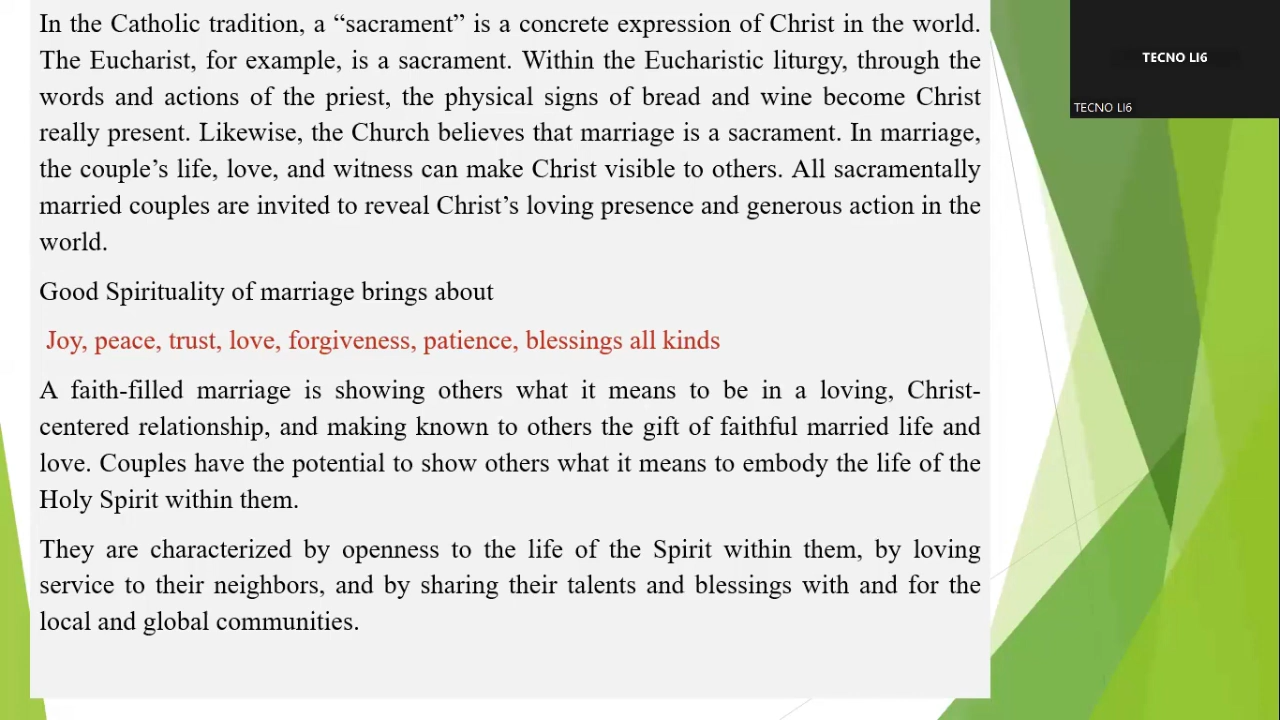 In the Catholic tradition, a “sacrament” is a concrete expression of Christ in the world.
The Eucharist, for example, is a sacrament. Within the Eucharistic liturgy, through the
words and actions of the priest, the physical signs of bread and wine become Christ
really present. Likewise, the Church believes that marriage is a sacrament. In marriage,
the couple’s life, love, and witness can make Christ visible to others. All sacramentally
married couples are invited to reveal Christ’s loving presence and generous action in the
world.
Good Spirituality of marriage brings about
Joy, peace, trust, love, forgiveness, patience, blessings all kinds
A faith-filled marriage is showing others what it means to be in a loving, Christ-
centered relationship, and making known to others the gift of faithful married life and
love. Couples have the potential to show others what it means to embody the life of the
Holy Spirit within them.
They are characterized by openness to the life of the Spirit within them, by loving
service to their neighbors, and by sharing their talents and blessings with and for the
local and global communities.
TECNO LI6
TECNO LI6